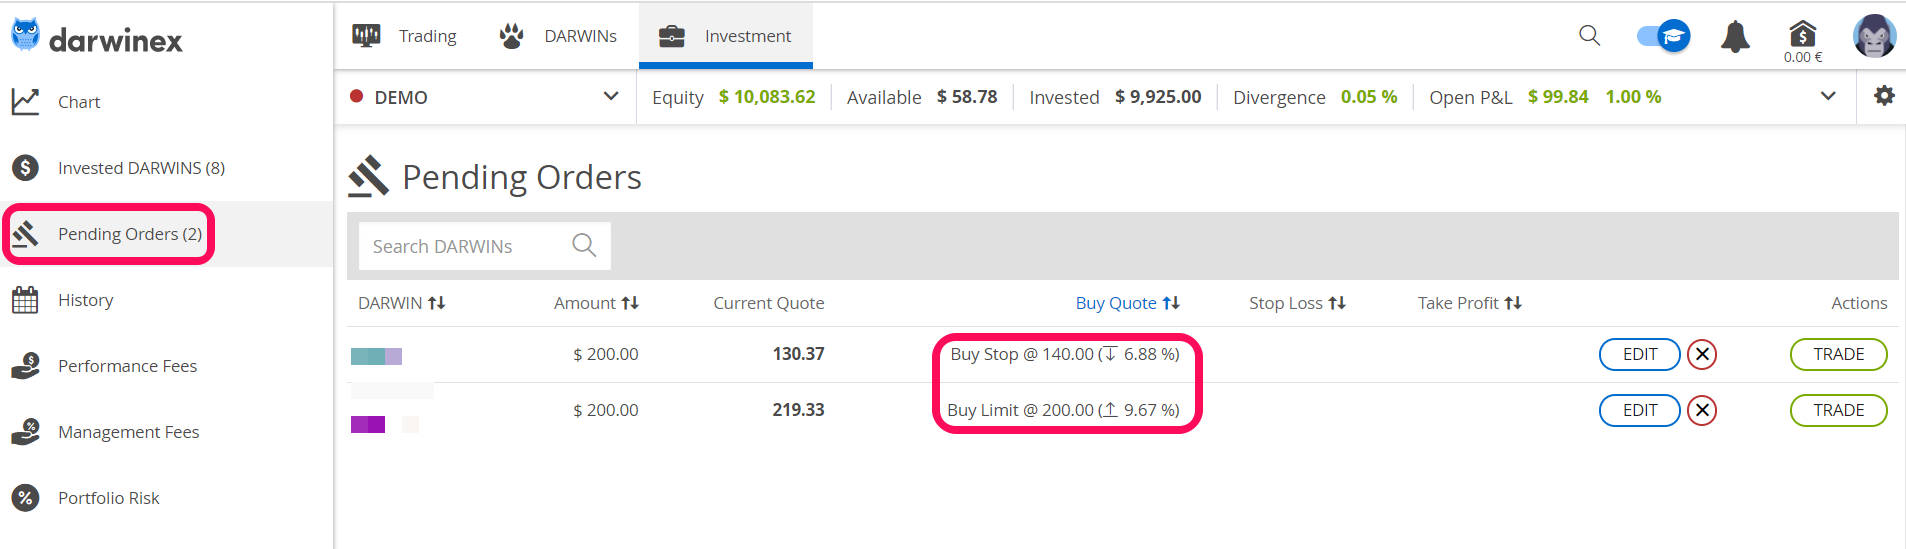 darwinex
Trading DARWINs Investment
0.00 €
DEMO Equity $ 10,083.62 Available $ 58.78 Invested $ 9,925.00 Divergence 0.05 % Open P&L $ 99.84 1.00 %
Chart
Invested DARWINS (8)
Pending Orders (2)
History
Performance Fees
Management Fees
Portfolio Risk
Pending Orders
Search DARWINs
DARWIN Amount Current Quote Buy Quote Stop Loss Take Profit Actions
$ 200.00 130.37 Buy Stop @ 140.00 (↧ 6.88 %) EDIT TRADE
$ 200.00 219.33 Buy Limit @ 200.00 (↥ 9.67 %) EDIT TRADE